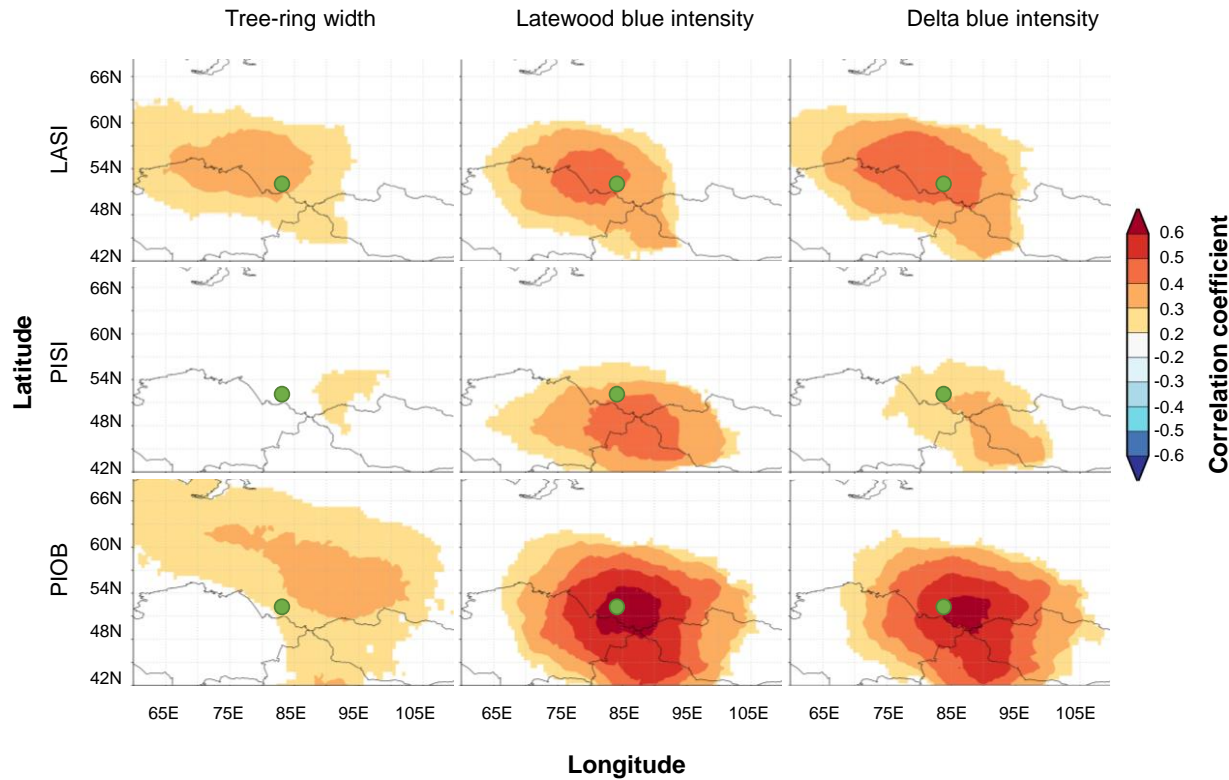 Tree-ring width
Latewood blue intensity
Delta blue intensity
66N
60N
54N
48N
42N
LASI
66N
60N
54N
48N
42N
PISI
66N
60N
54N
48N
42N
PIOB
Latitude
65E 75E 85E 95E 105E
65E 75E 85E 95E 105E
65E 75E 85E 95E 105E
Longitude
0.6
0.5
0.4
0.3
0.2
-0.2
-0.3
-0.4
-0.5
-0.6
Correlation coefficient